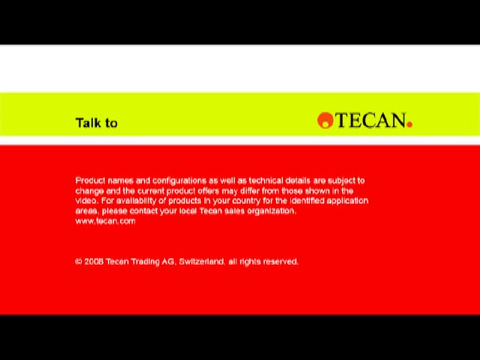 Talk to
TECAN.
Product names and configurations as well as technical details are subject to
change and the current product offers may differ from those shown in the
video. For availability of products in your country for the identified application
areas, please contact your local Tecan sales organization.
www.tecan.com
© 2008 Tecan Trading AG, Switzerland, all rights reserved.